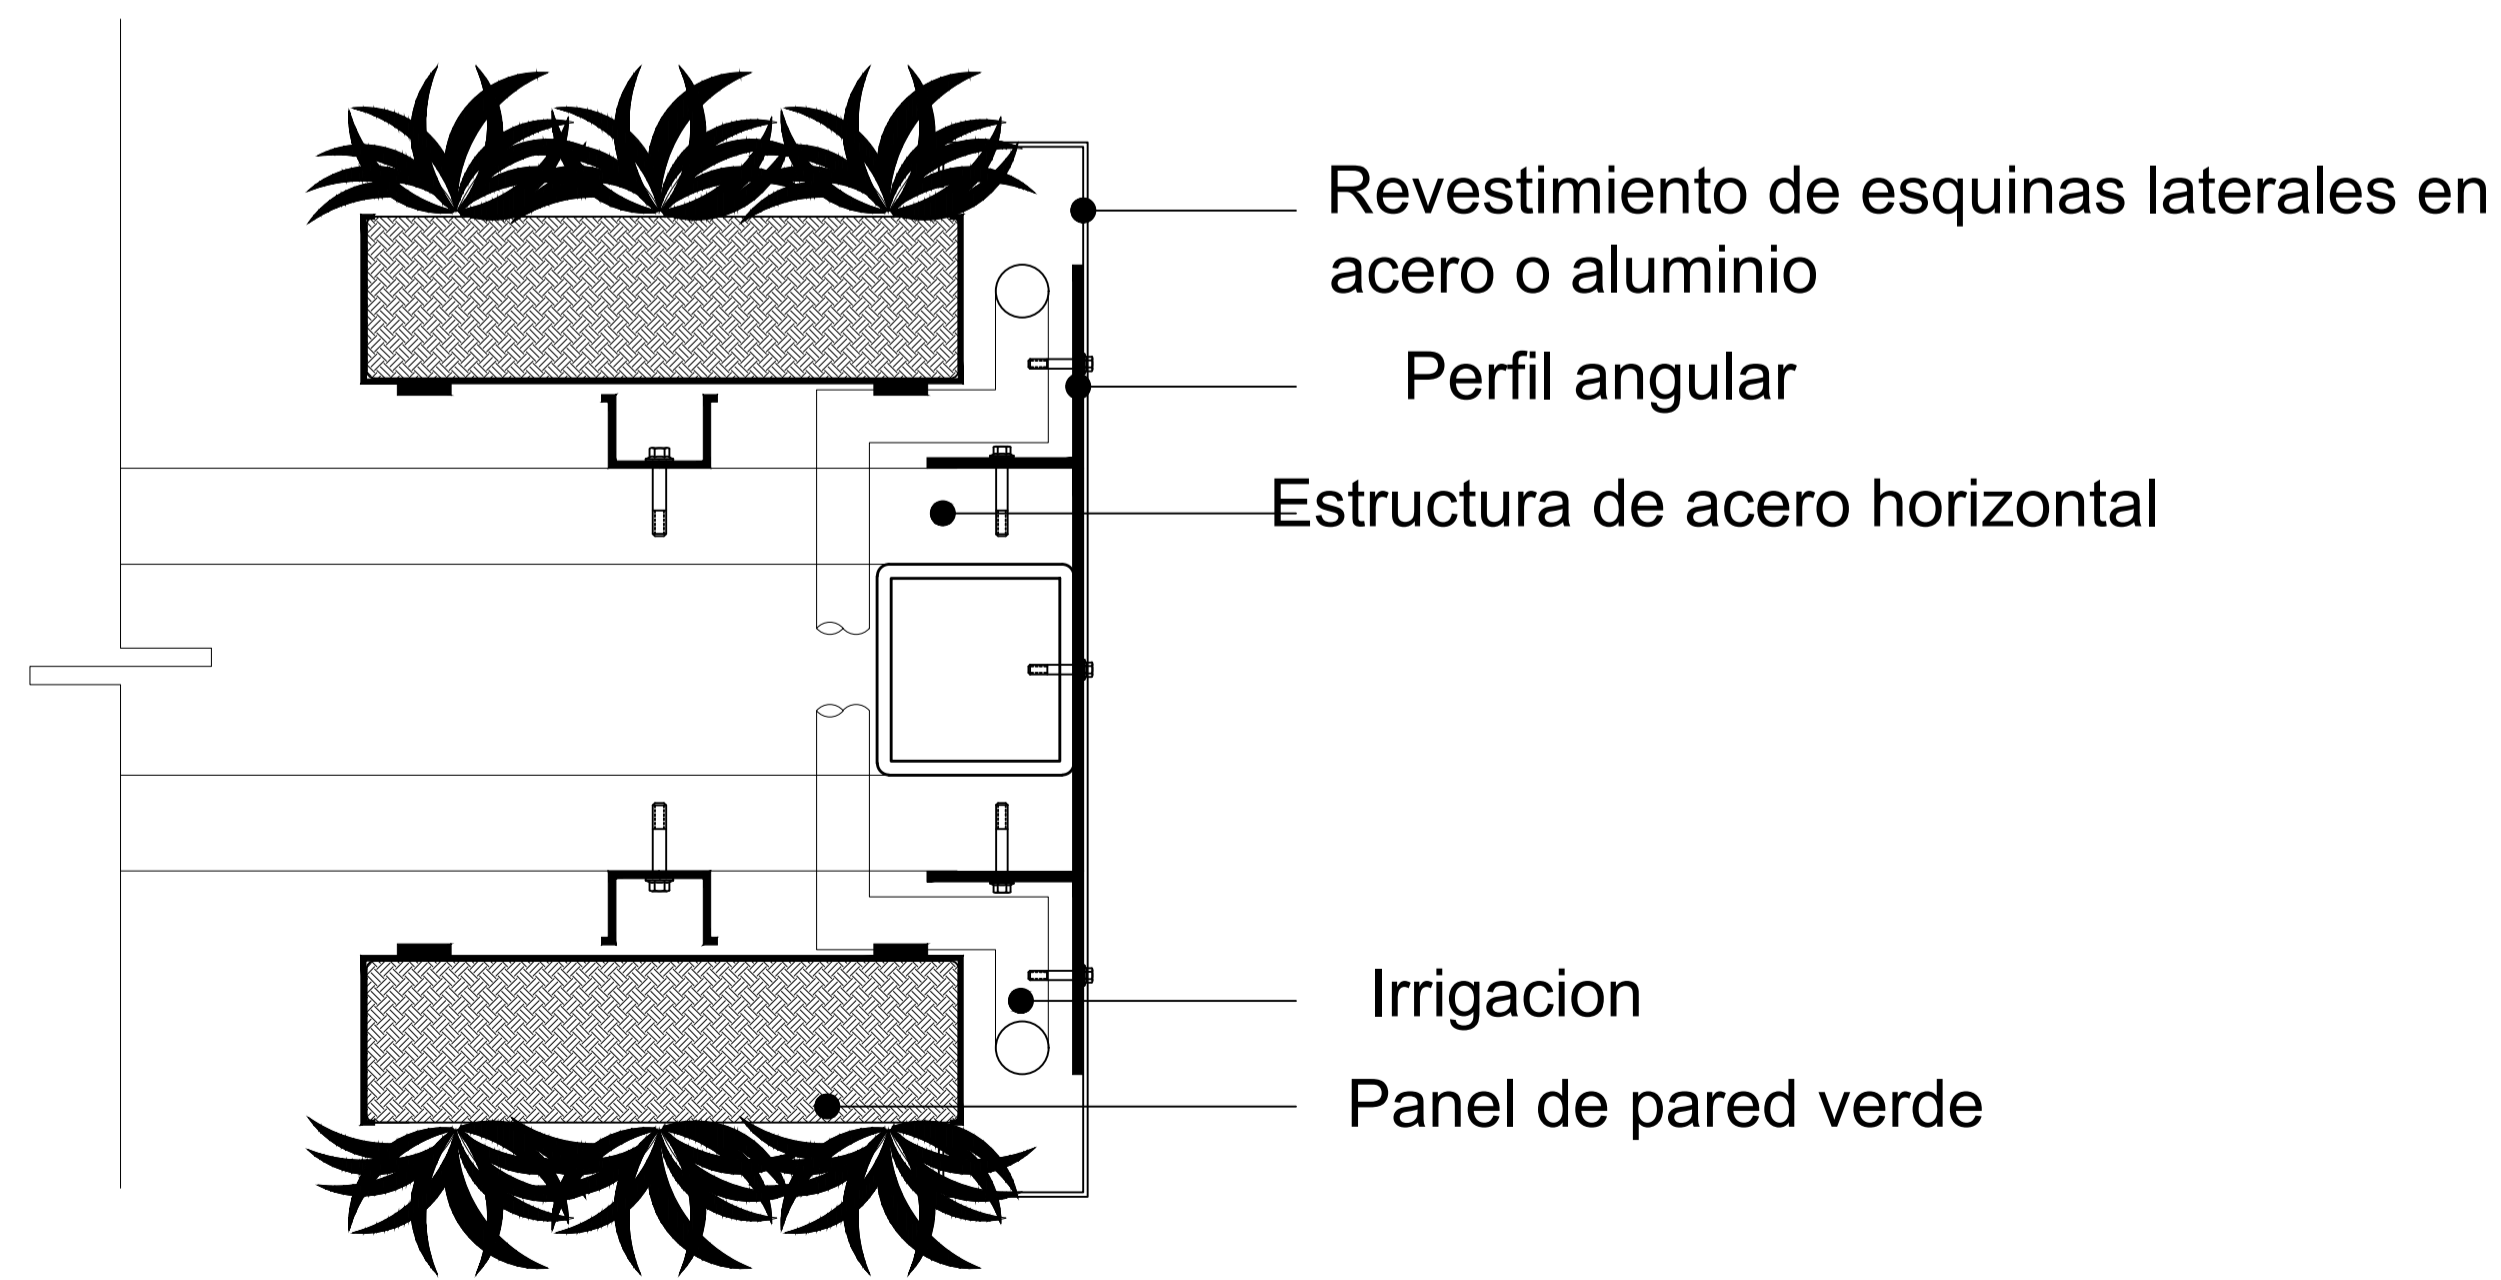 Revestimiento de esquinas laterales en
acero o aluminio
Perfil angular
Estructura de acero horizontal
Irrigacion
Panel de pared verde